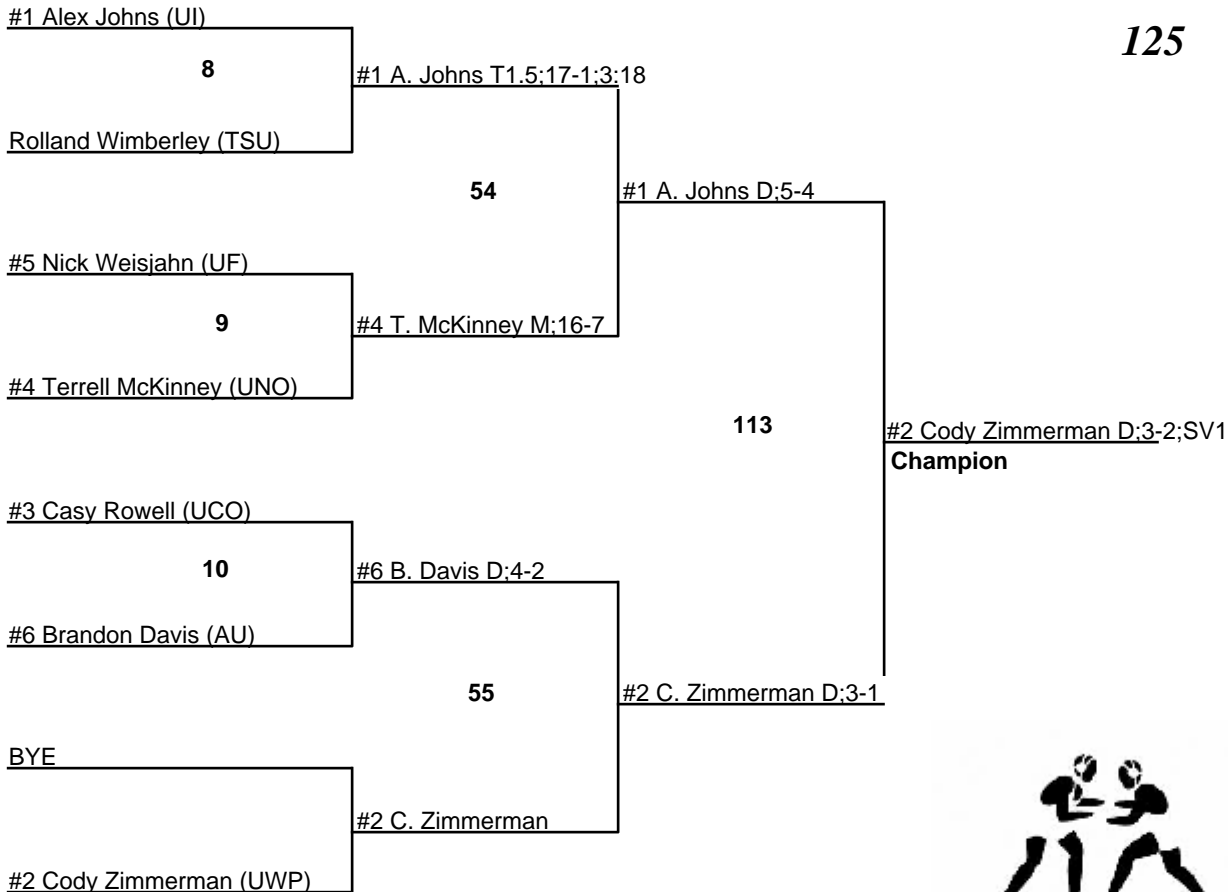 #1 Alex Johns (UI)
125
8
#1 A. Johns T1.5;17-1;3:18
Rolland Wimberley (TSU)
54
#1 A. Johns D;5-4
#5 Nick Weisjahn (UF)
9
#4 T. McKinney M;16-7
#4 Terrell McKinney (UNO)
113
#2 Cody Zimmerman D;3-2;SV1
Champion
#3 Casy Rowell (UCO)
10
#6 B. Davis D;4-2
#6 Brandon Davis (AU)
55
#2 C. Zimmerman D;3-1
BYE
#2 C. Zimmerman
#2 Cody Zimmerman (UWP)